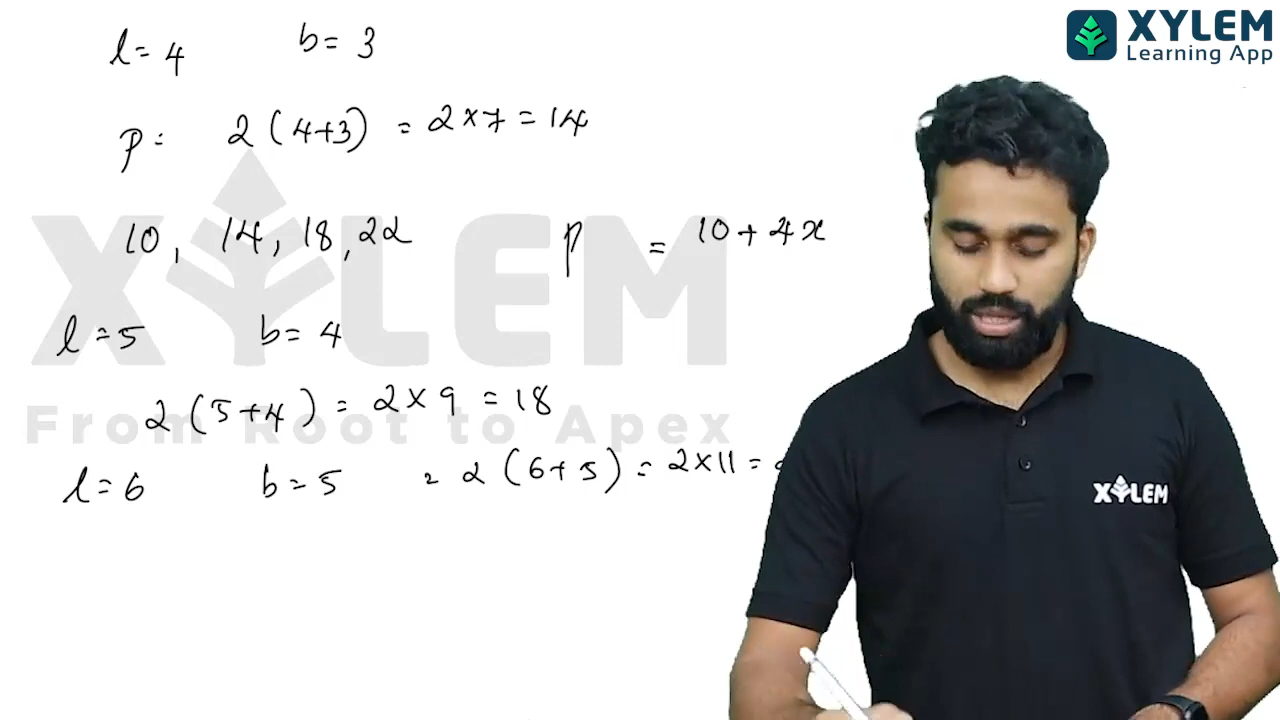 XYLEM
Learning App
l = 4 b = 3
p = 2 (4+3) = 2 × 7 = 14
10, 14, 18, 22 p = 10 + 4x
l = 5 b = 4
XYLEM
2 (5+4) = 2 × 9 = 18
From Root to Apex
l = 6 b = 5 = 2 (6+5) = 2 × 11 =
XYLEM